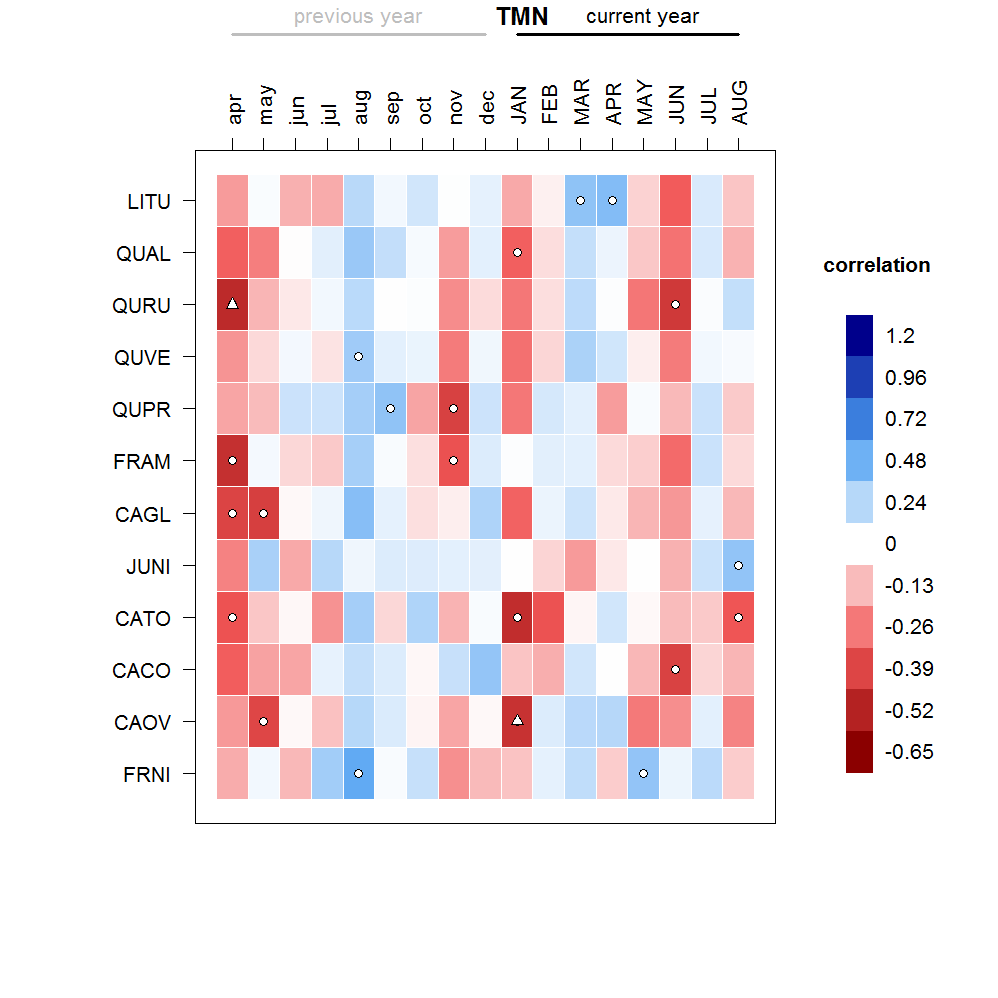 previous year TMN current year
apr may jun jul aug sep oct nov dec JAN FEB MAR APR MAY JUN JUL AUG
LITU
QUAL
QURU
QUVE
QUPR
FRAM
CAGL
JUNI
CATO
CACO
CAOV
FRNI
correlation
1.2
0.96
0.72
0.48
0.24
0
-0.13
-0.26
-0.39
-0.52
-0.65